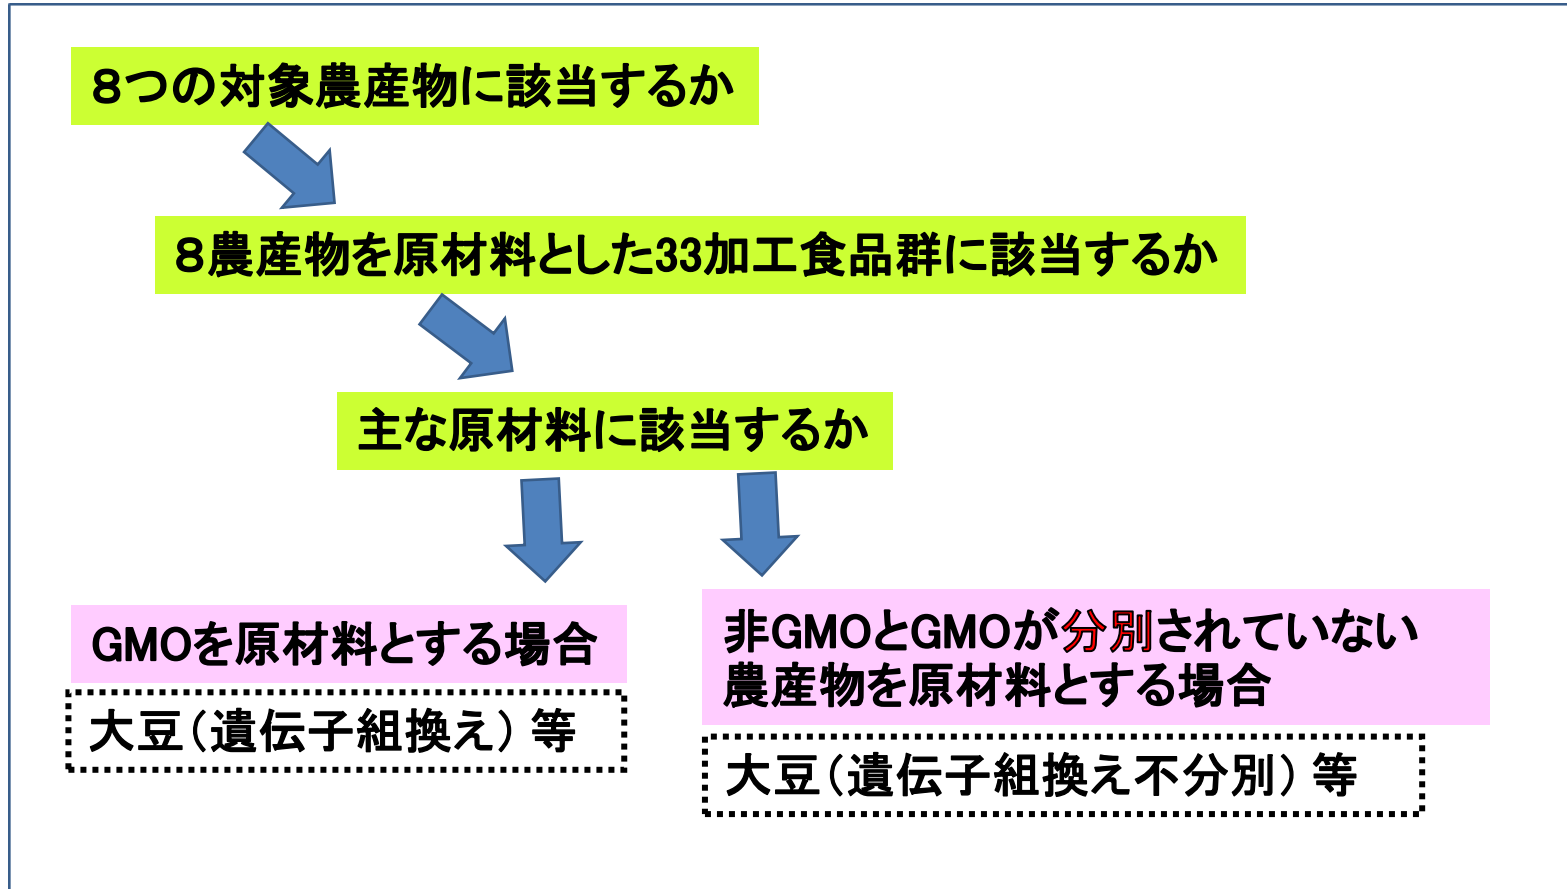 ８つの対象農産物に該当するか
８農産物を原材料とした33加工食品群に該当するか
主な原材料に該当するか
GMOを原材料とする場合
大豆（遺伝子組換え）等
非GMOとGMOが分別されていない
農産物を原材料とする場合
大豆（遺伝子組換え不分別）等